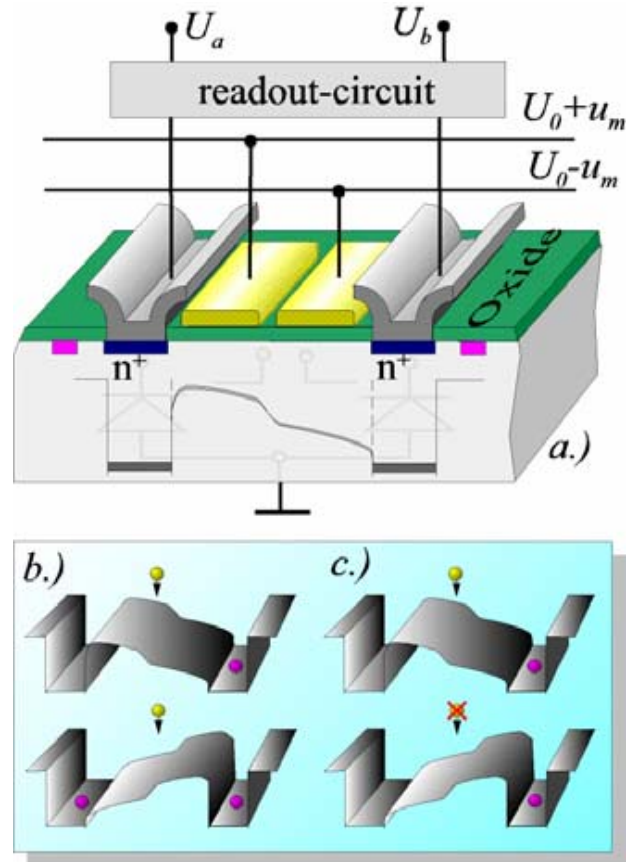 U_a
U_b
readout-circuit
U_0+u_m
U_0-u_m
Oxide
n⁺
n⁺
a.)
b.)
c.)